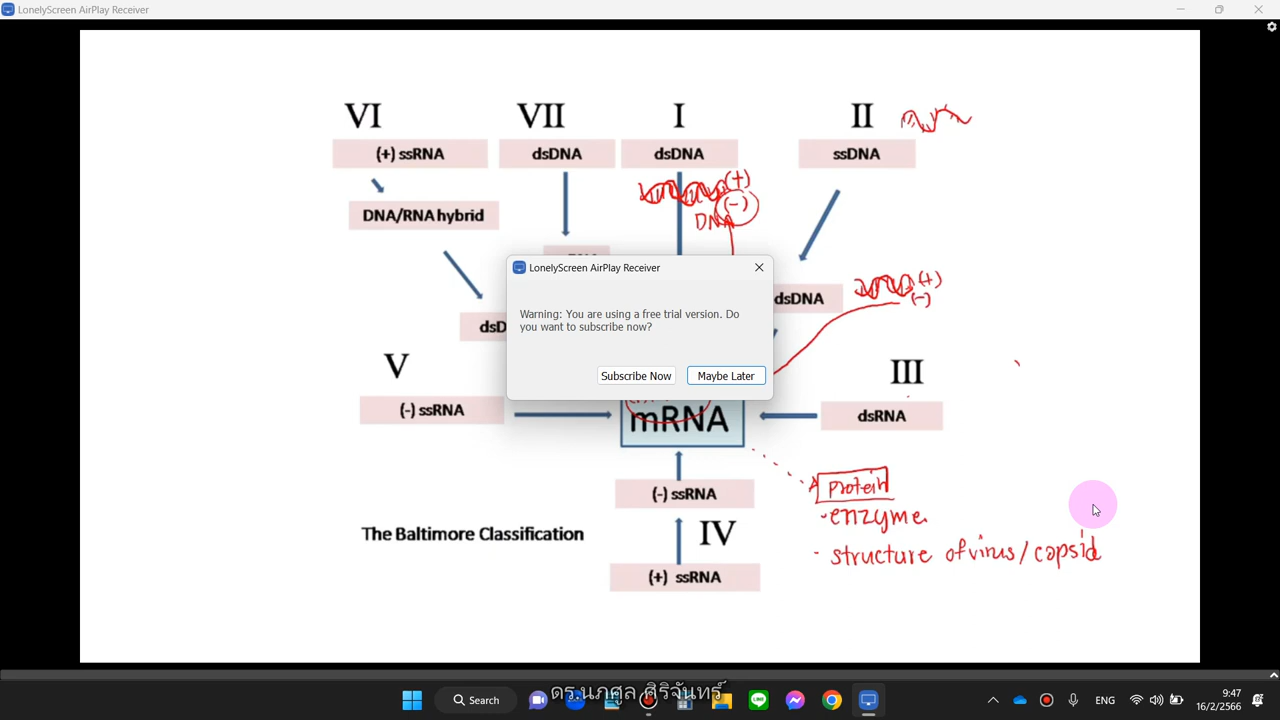 LonelyScreen AirPlay Receiver
VI VII I II
(+) ssRNA dsDNA dsDNA ssDNA
(+)
(-)
DNA
DNA/RNA hybrid
LonelyScreen AirPlay Receiver
Warning: You are using a free trial version. Do
you want to subscribe now?
Subscribe Now Maybe Later
dsDNA
(+)
(-)
dsD
V III
(-) ssRNA mRNA dsRNA
(-) ssRNA
protein
- enzyme
The Baltimore Classification IV
- structure of virus/capsid
(+) ssRNA
ดร.นภศูล ศิริจันทร์
Search
ENG
9:47
16/2/2566